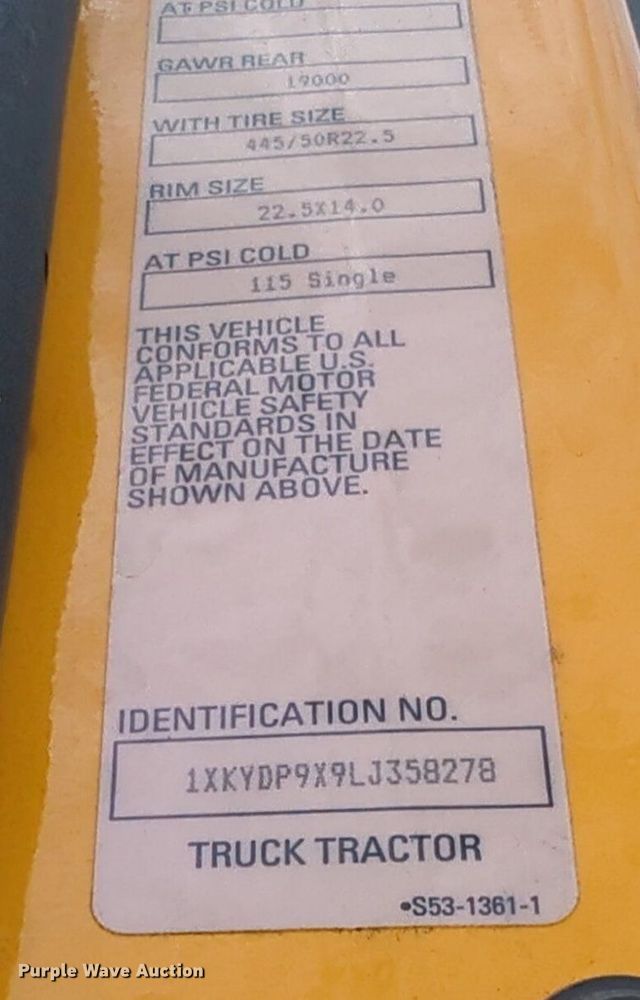 AT PSI COLD
GAWR REAR
19000
WITH TIRE SIZE
445/50R22.5
RIM SIZE
22.5X14.0
AT PSI COLD
115 Single
THIS VEHICLE
CONFORMS TO ALL
APPLICABLE U.S.
FEDERAL MOTOR
VEHICLE SAFETY
STANDARDS IN
EFFECT ON THE DATE
OF MANUFACTURE
SHOWN ABOVE.
IDENTIFICATION NO.
1XKYDP9X9LJ358278
TRUCK TRACTOR
•S53-1361-1
Purple Wave Auction